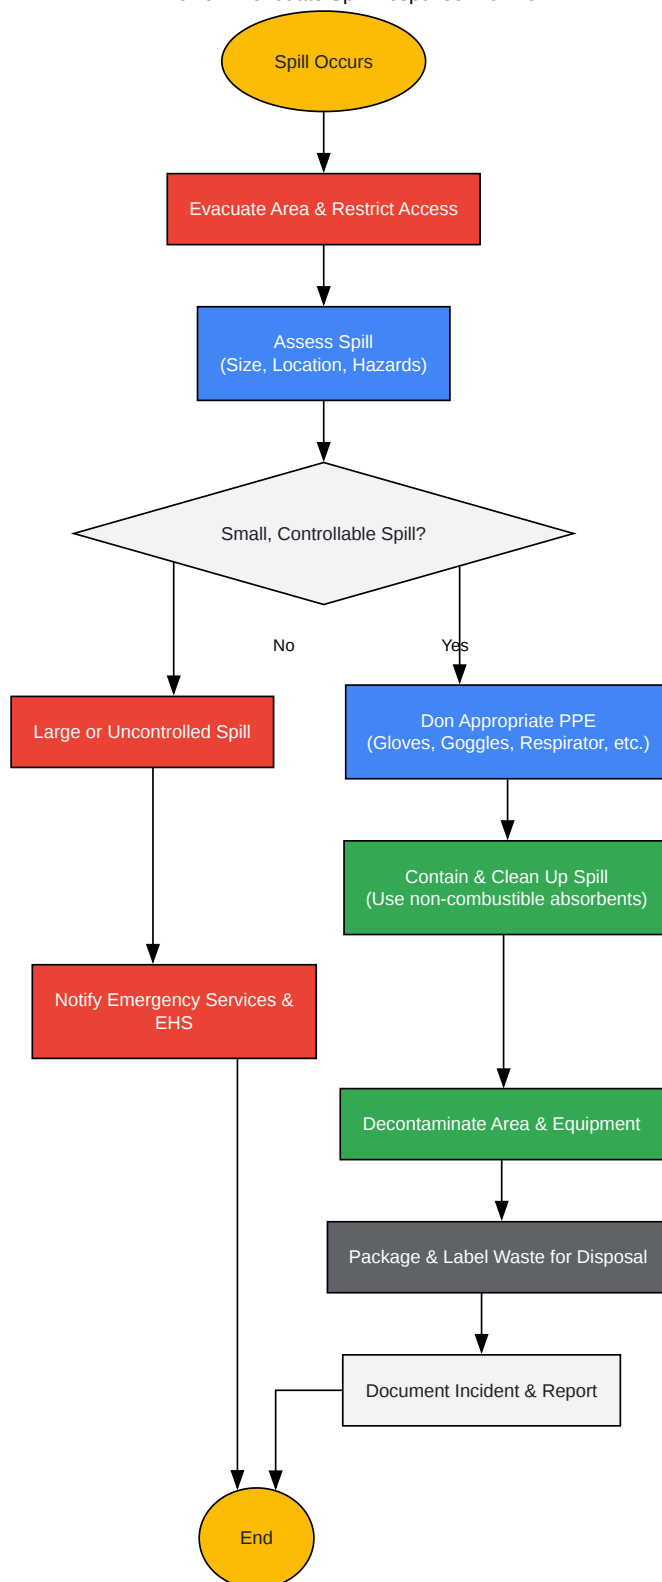 Spill Occurs
Evacuate Area & Restrict Access
Assess Spill
(Size, Location, Hazards)
Small, Controllable Spill?
No
Yes
Large or Uncontrolled Spill
Don Appropriate PPE
(Gloves, Goggles, Respirator, etc.)
Contain & Clean Up Spill
(Use non-combustible absorbents)
Notify Emergency Services &
EHS
Decontaminate Area & Equipment
Package & Label Waste for Disposal
Document Incident & Report
End